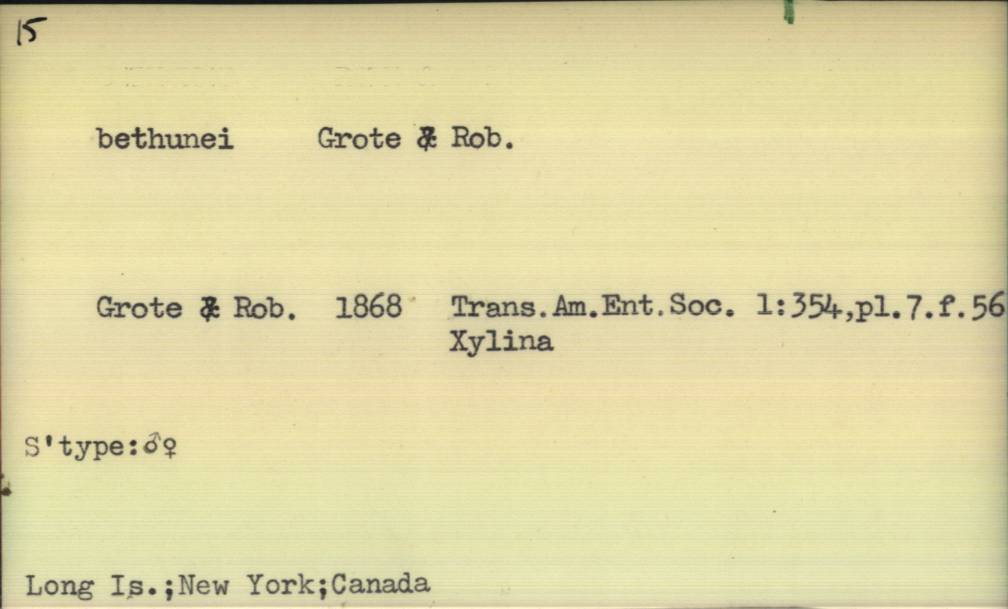 15
bethunei Grote & Rob.
Grote & Rob. 1868 Trans.Am.Ent.Soc. 1:354,pl.7.f.56
Xylina
S'type:♂♀
Long Is.;New York;Canada